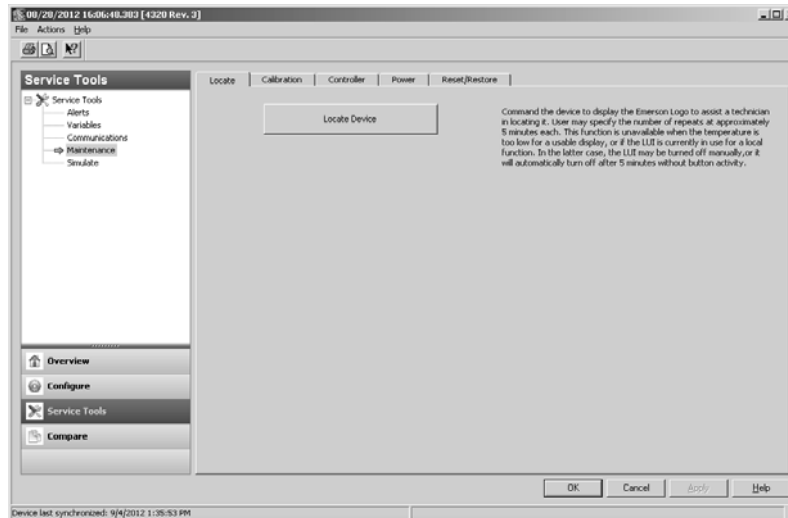 08/28/2012 16:06:48.383 [4320 Rev. 3]
File Actions Help
Service Tools
Locate Calibration Controller Power Reset/Restore
Service Tools
Alerts
Variables
Communications
Maintenance
Simulate
Locate Device
Command the device to display the Emerson Logo to assist a technician
in locating it. User may specify the number of repeats at approximately
5 minutes each. This function is unavailable when the temperature is
too low for a usable display, or if the LUI is currently in use for a local
function. In the latter case, the LUI may be turned off manually,or it
will automatically turn off after 5 minutes without button activity.
Overview
Configure
Service Tools
Compare
OK Cancel Apply Help
Device last synchronized: 9/4/2012 1:35:53 PM